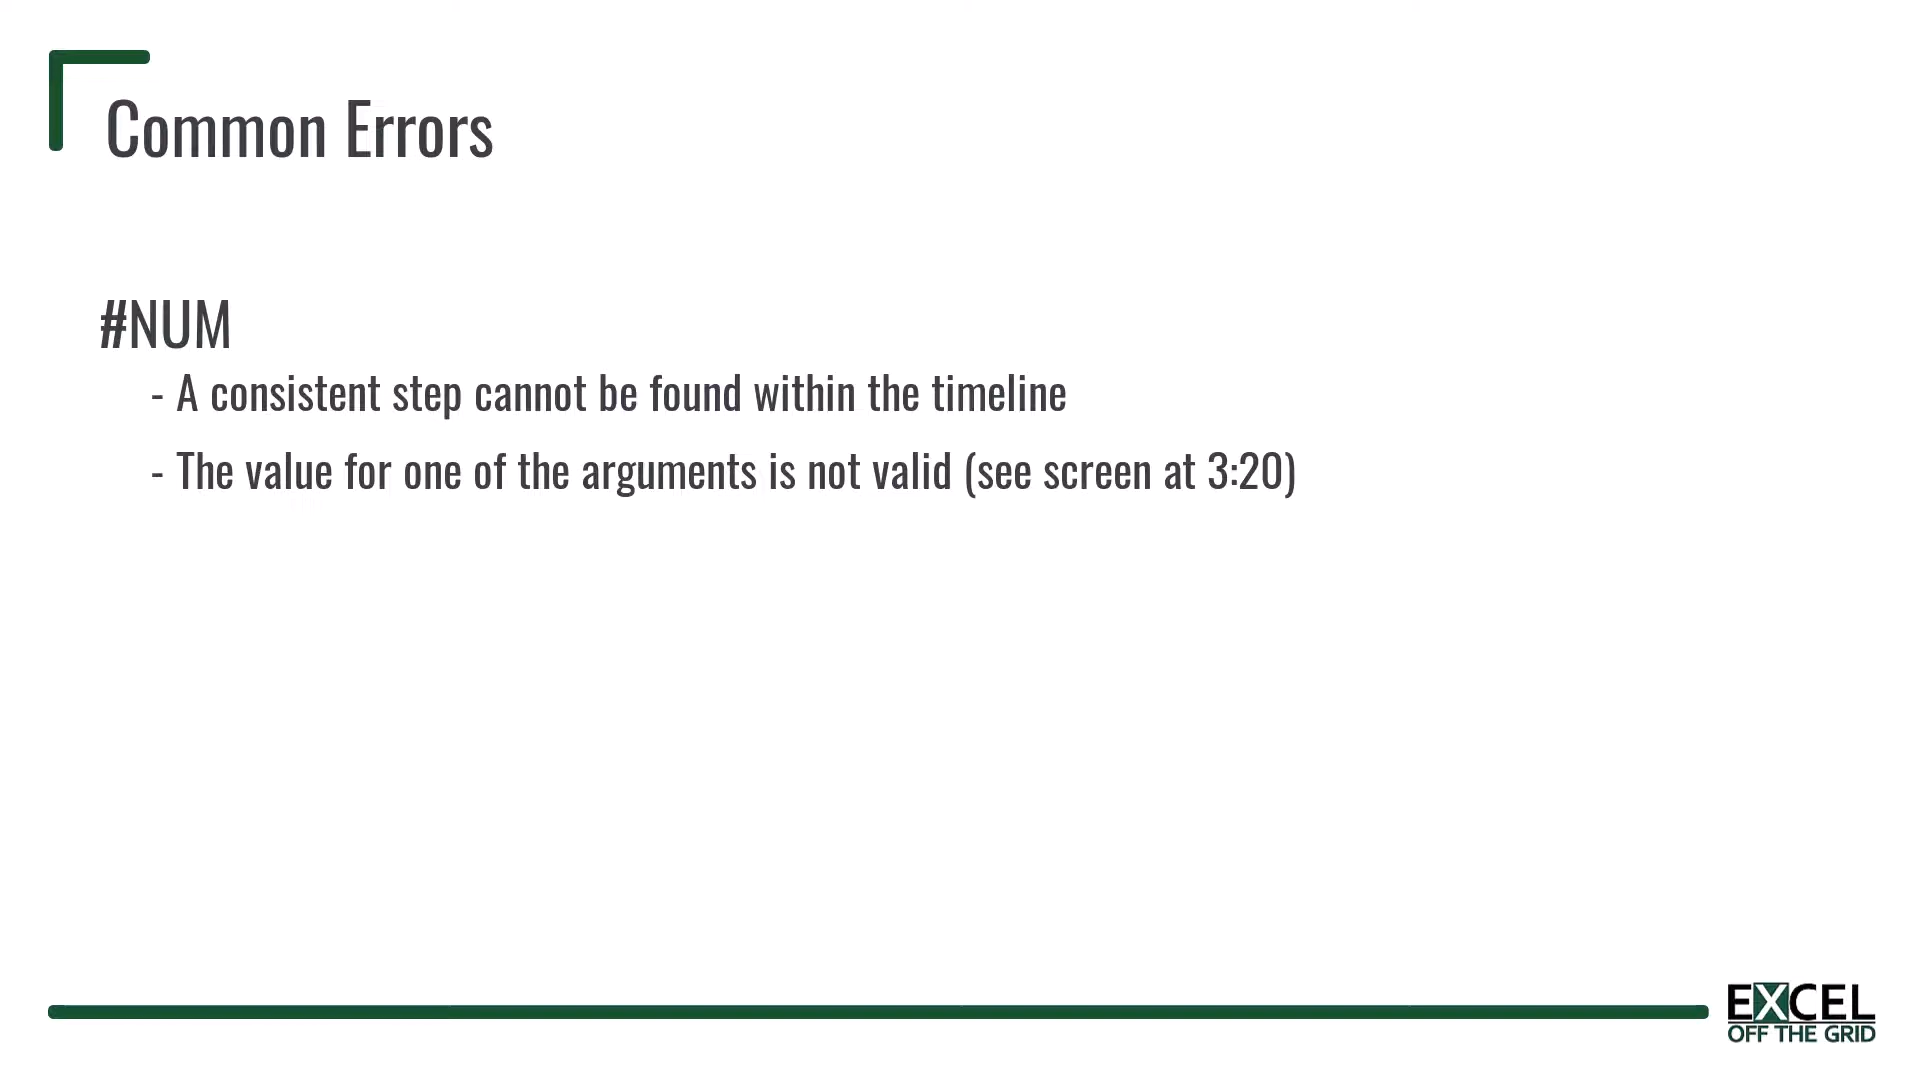 Common Errors
#NUM
- A consistent step cannot be found within the timeline
- The value for one of the arguments is not valid (see screen at 3:20)
EXCEL
OFF THE GRID